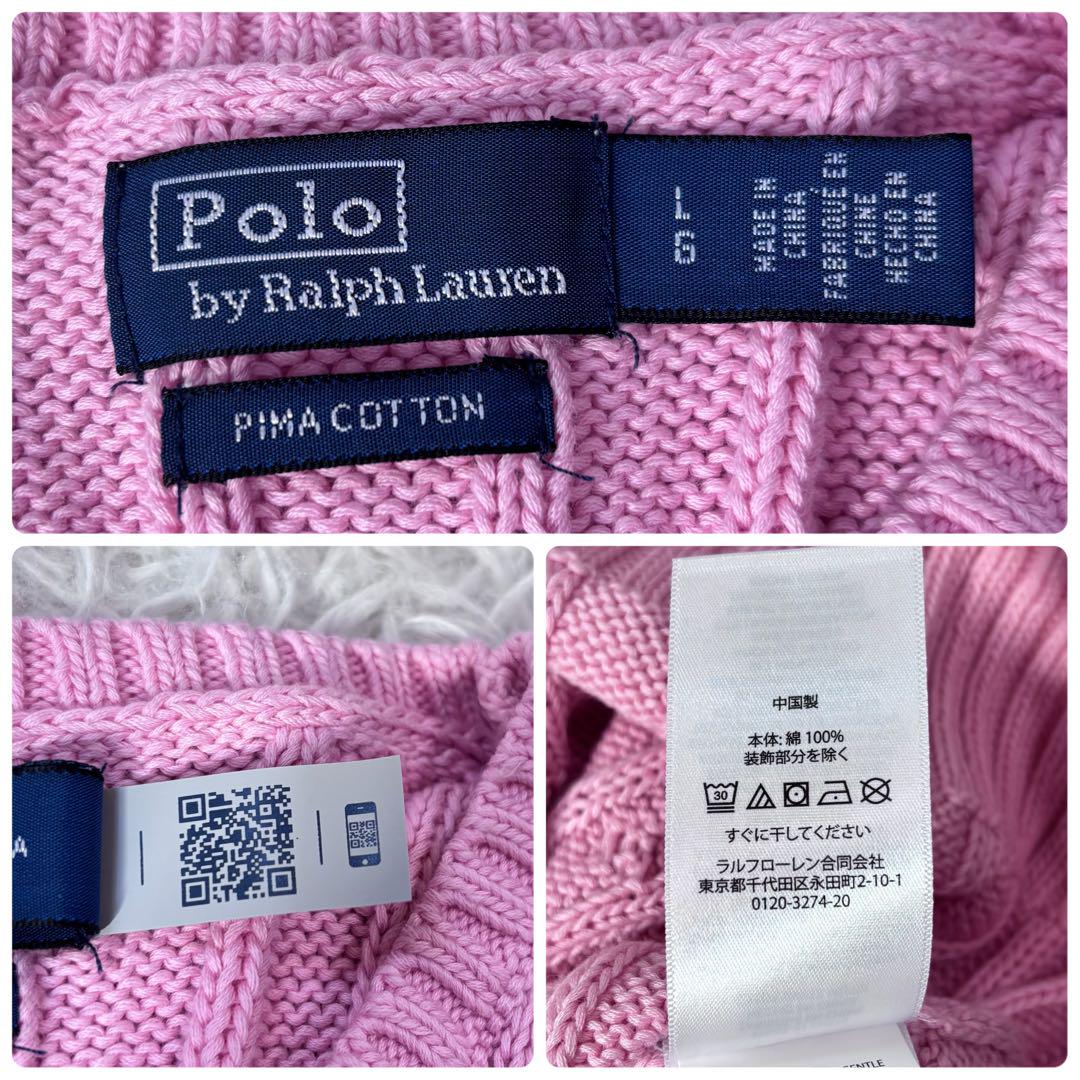 Polo
by Ralph Lauren
L
G
MADE IN
CHINA
FABRIQUÉ EN
CHINE
HECHO EN
CHINA
PIMA COTTON
A
中国製
本体: 綿 100%
装飾部分を除く
30
すぐに干してください
ラルフローレン合同会社
東京都千代田区永田町2-10-1
0120-3274-20
GENTLE